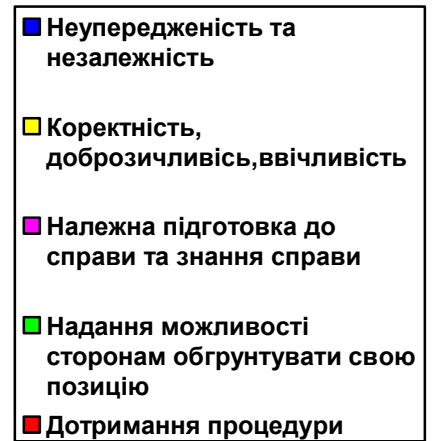 Неупередженість та
незалежність
Коректність,
доброзичливісь,ввічливість
Належна підготовка до
справи та знання справи
Надання можливості
сторонам обгрунтувати свою
позицію
Дотримання процедури